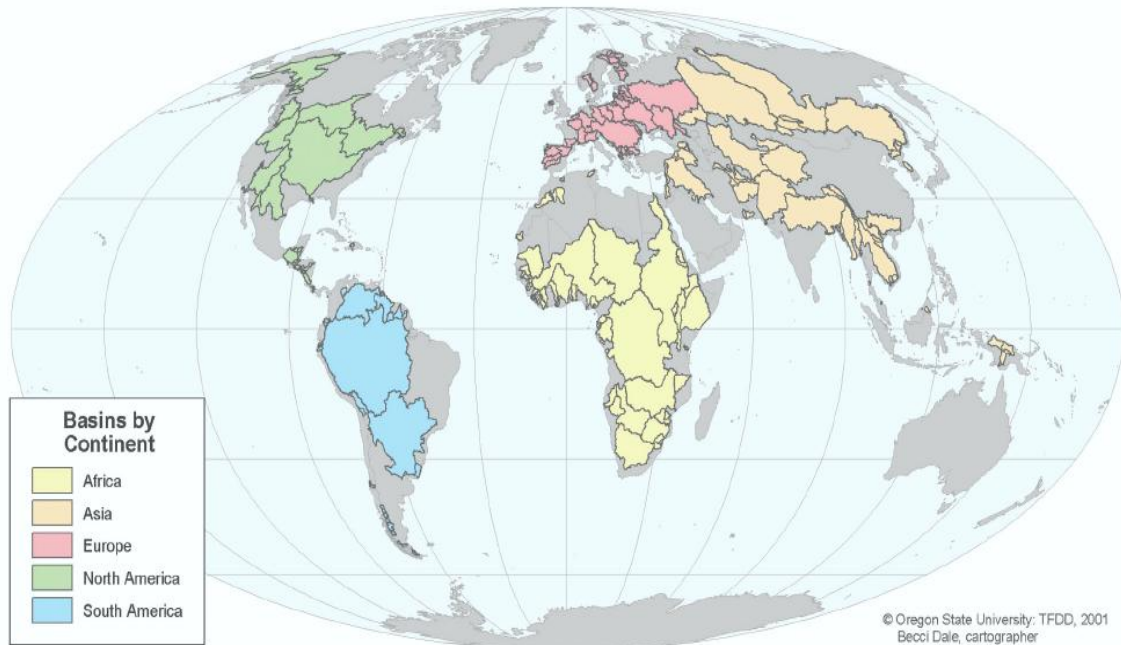 Basins by
Continent
Africa
Asia
Europe
North America
South America
© Oregon State University: TFDD, 2001
Becci Dale, cartographer